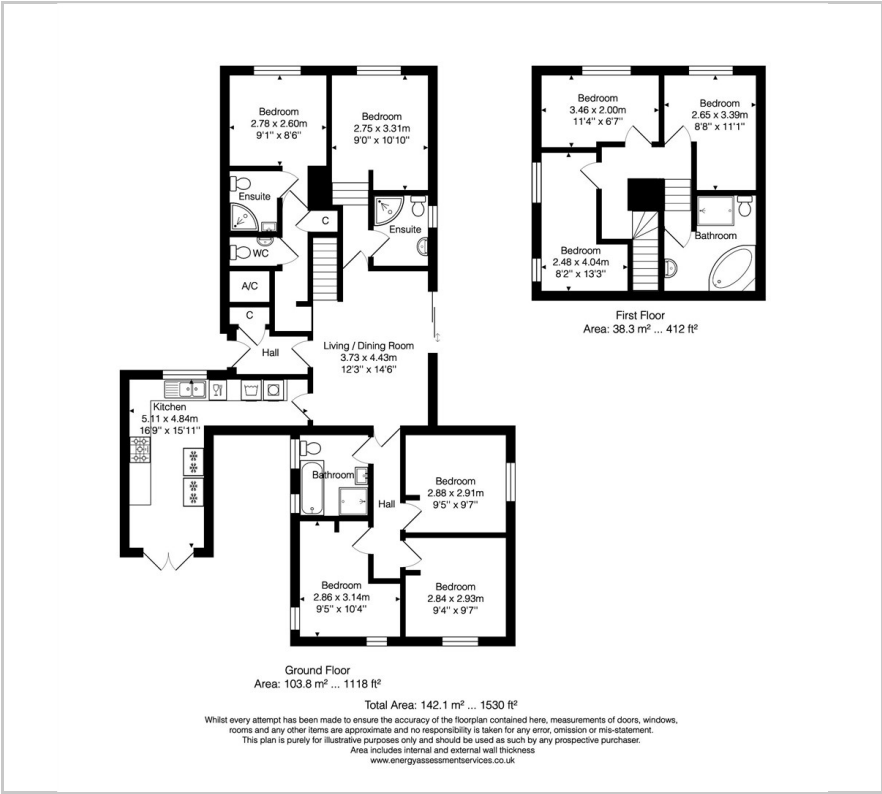 Bedroom
2.78 x 2.60m
9'1" x 8'6"
Bedroom
2.75 x 3.31m
9'0" x 10'10"
Ensuite
C
Ensuite
WC
A/C
C
Hall
Living / Dining Room
3.73 x 4.43m
12'3" x 14'6"
Kitchen
5.11 x 4.84m
16'9" x 15'11"
Bathroom
Hall
Bedroom
2.88 x 2.91m
9'5" x 9'7"
Bedroom
2.86 x 3.14m
9'5" x 10'4"
Bedroom
2.84 x 2.93m
9'4" x 9'7"
Ground Floor
Area: 103.8 m² ... 1118 ft²
Bedroom
3.46 x 2.00m
11'4" x 6'7"
Bedroom
2.65 x 3.39m
8'8" x 11'1"
Bathroom
Bedroom
2.48 x 4.04m
8'2" x 13'3"
First Floor
Area: 38.3 m² ... 412 ft²
Total Area: 142.1 m² ... 1530 ft²
Whilst every attempt has been made to ensure the accuracy of the floorplan contained here, measurements of doors, windows,
rooms and any other items are approximate and no responsibility is taken for any error, omission or mis-statement.
This plan is purely for illustrative purposes only and should be used as such by any prospective purchaser.
Area includes internal and external wall thickness
www.energyassessmentservices.co.uk